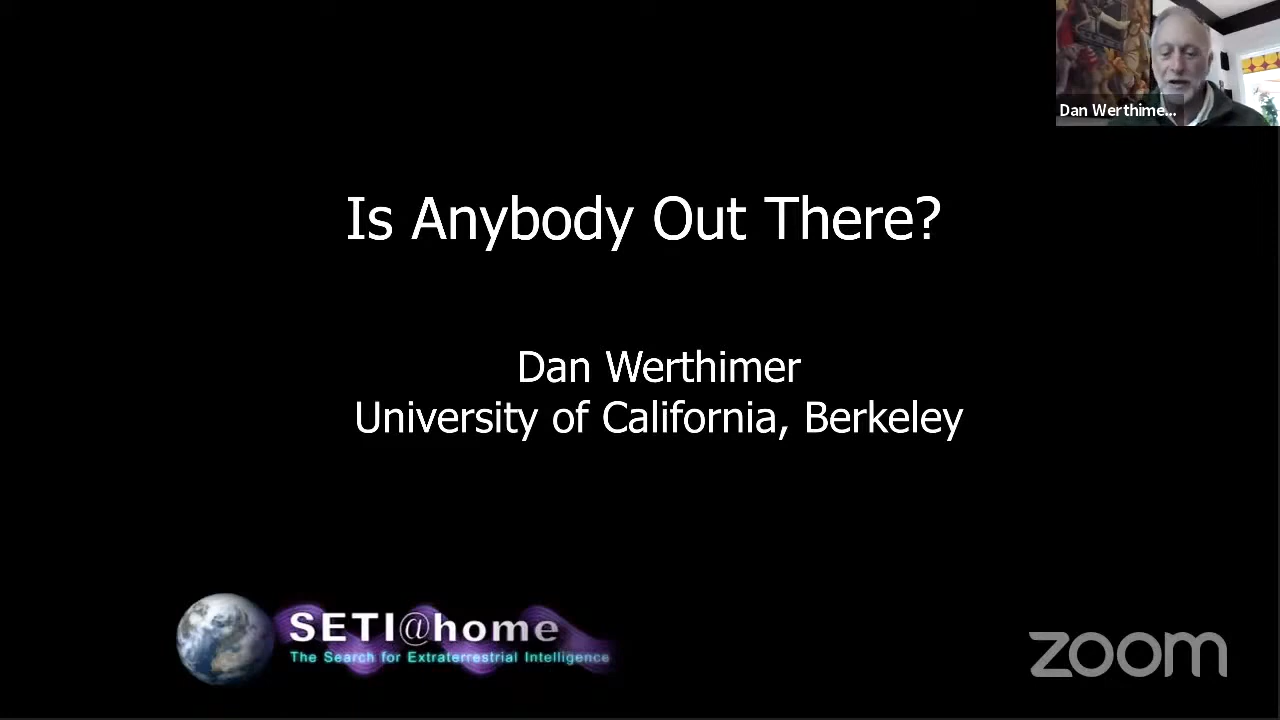 Dan Werthime...
Is Anybody Out There?
Dan Werthimer
University of California, Berkeley
SETI@home
The Search for Extraterrestrial Intelligence
zoom